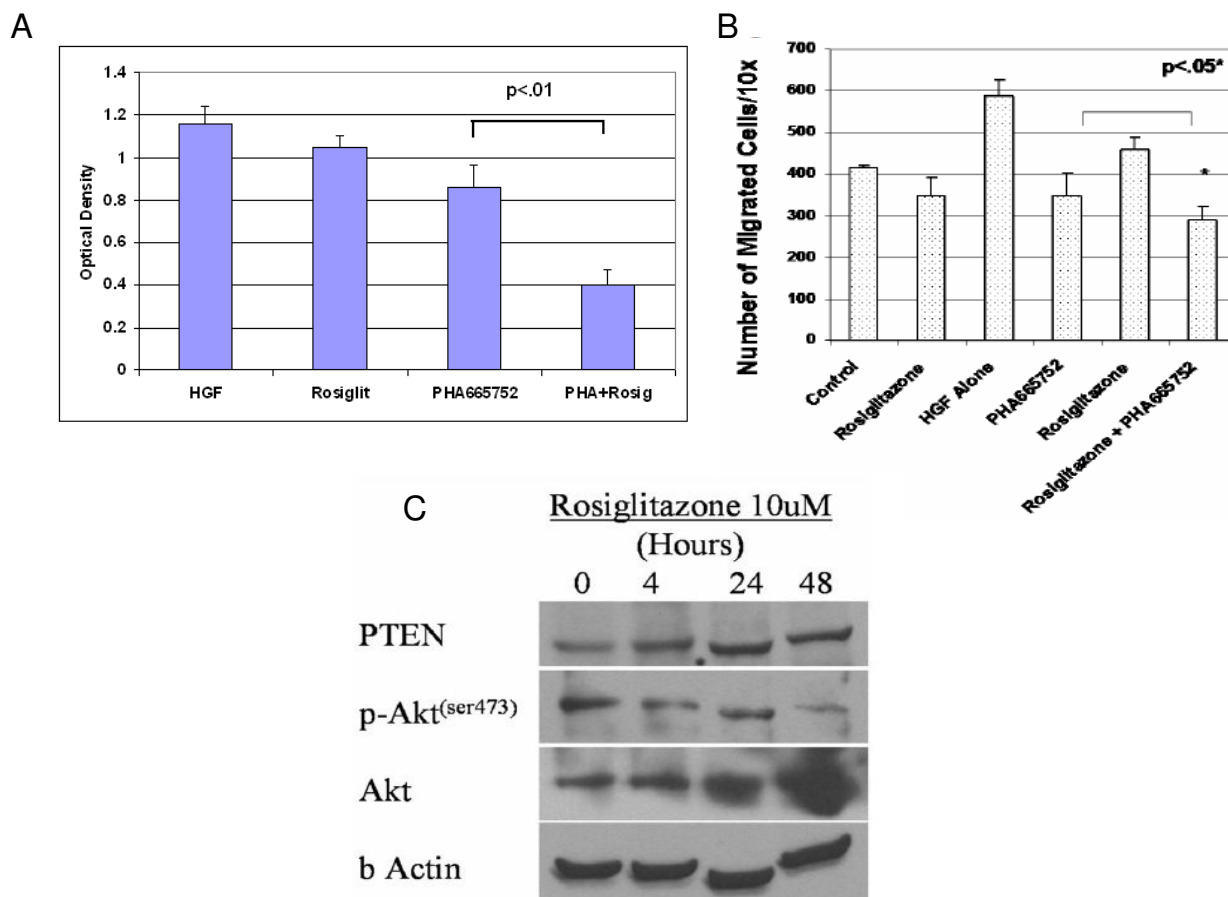 A
1.4
1.2
1
0.8
0.6
0.4
0.2
0
Optical Density
p<.01
HGF
Rosiglit
PHA665752
PHA+Rosig
B
700
600
500
400
300
200
100
0
Number of Migrated Cells/10x
p<.05*
*
Control
Rosiglitazone
HGF Alone
PHA665752
Rosiglitazone
Rosiglitazone + PHA665752
C
Rosiglitazone 10uM
(Hours)
0 4 24 48
PTEN
p-Akt(ser473)
Akt
b Actin